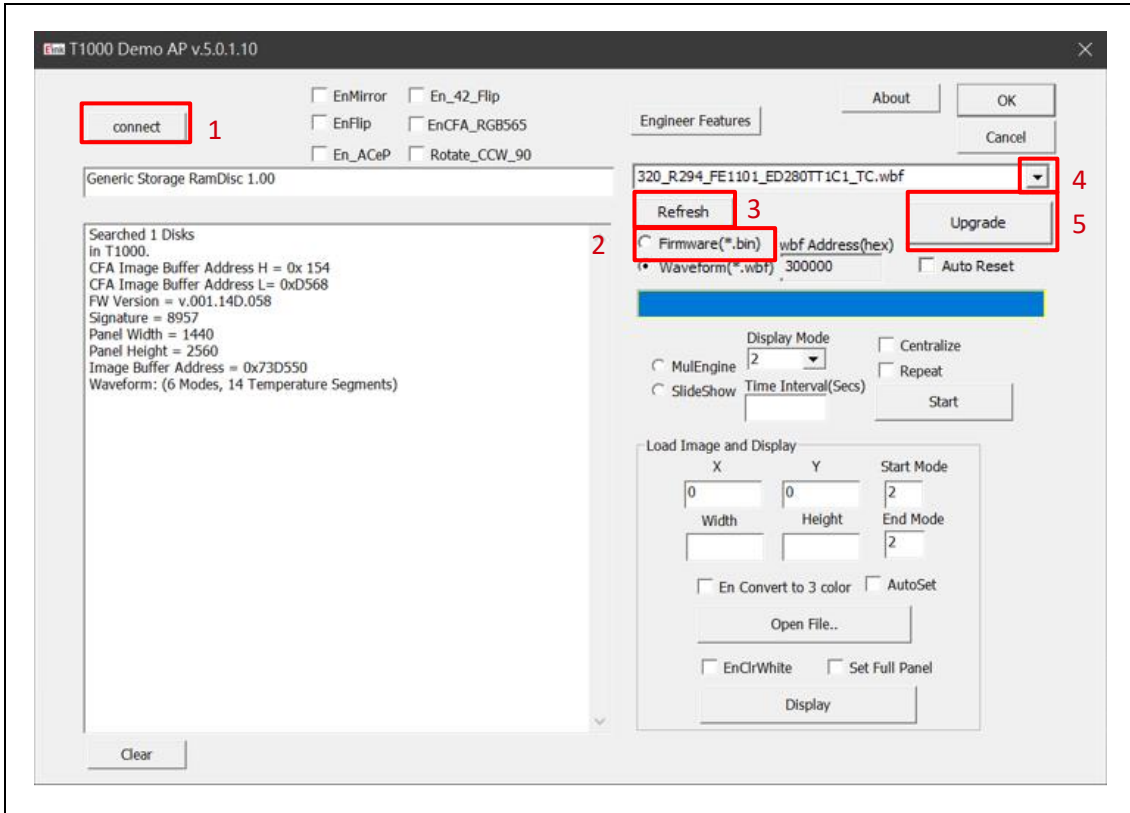 Eink T1000 Demo AP v.5.0.1.10
connect
1
EnMirror
En_42_Flip
EnFlip
EnCFA_RGB565
En_ACeP
Rotate_CCW_90
Engineer Features
About
OK
Cancel
Generic Storage RamDisc 1.00
320_R294_FE1101_ED280TT1C1_TC.wbf
4
Refresh
3
Upgrade
5
2
Firmware(*.bin)
wbf Address(hex)
Waveform(*.wbf)
300000
Auto Reset
Searched 1 Disks
in T1000.
CFA Image Buffer Address H = 0x 154
CFA Image Buffer Address L= 0xD568
FW Version = v.001.14D.058
Signature = 8957
Panel Width = 1440
Panel Height = 2560
Image Buffer Address = 0x73D550
Waveform: (6 Modes, 14 Temperature Segments)
Display Mode
MulEngine
2
Centralize
Repeat
SlideShow
Time Interval(Secs)
Start
Load Image and Display
X
Y
Start Mode
0
0
2
Width
Height
End Mode
2
En Convert to 3 color
AutoSet
Open File..
EnClrWhite
Set Full Panel
Display
Clear